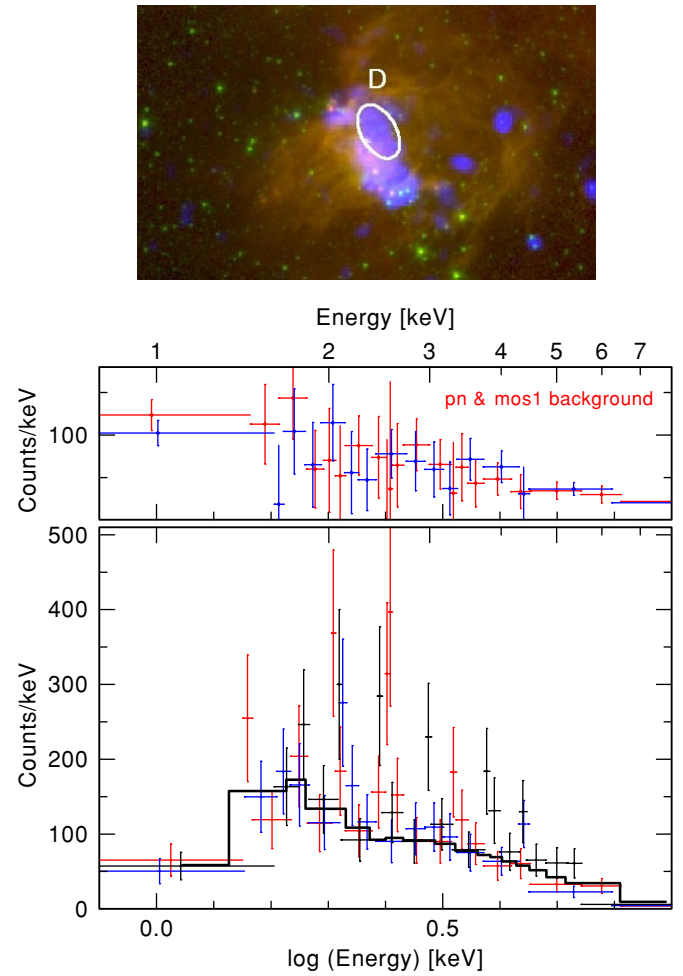 D
Energy [keV]
1 2 3 4 5 6 7
pn & mos1 background
100
Counts/keV
500
400
300
200
100
0
Counts/keV
0.0 0.5
log (Energy) [keV]